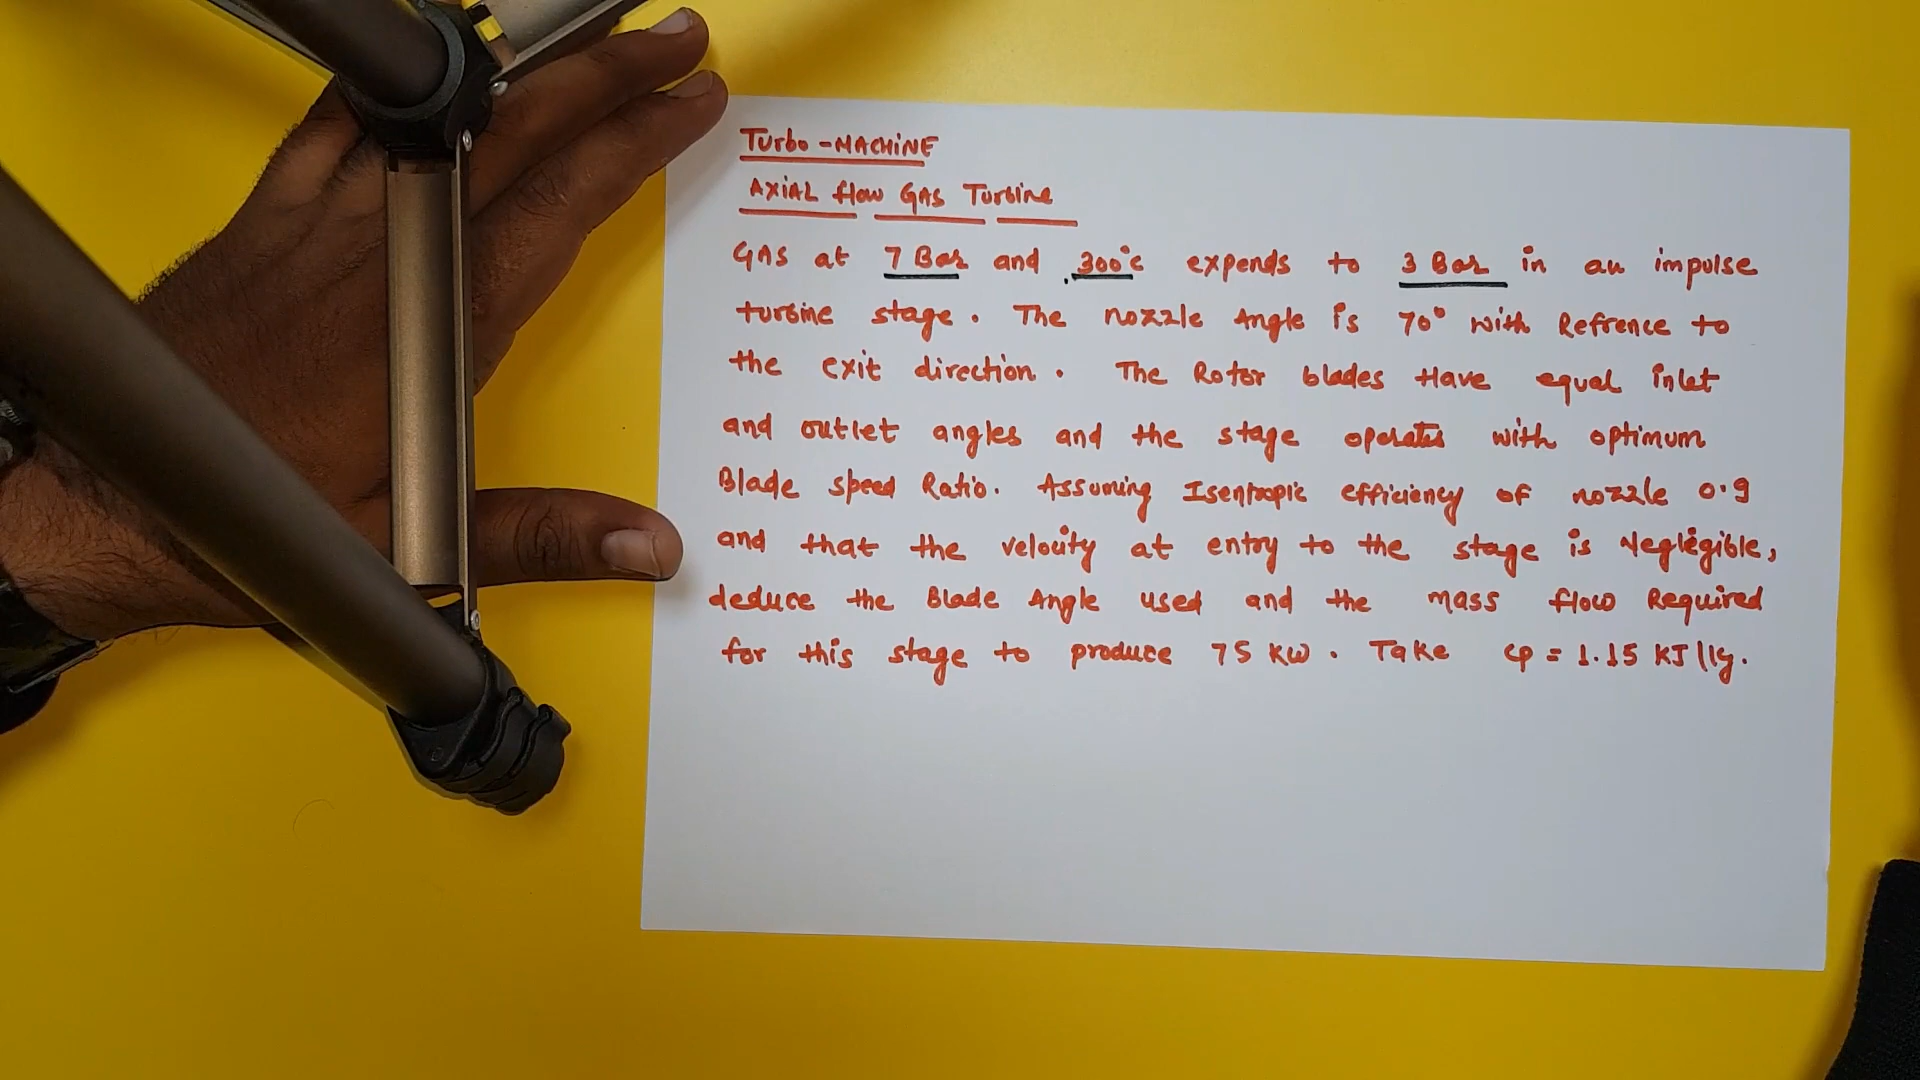 Turbo-MACHINE
AXIAL flow GAS Turbine
GAS at 7 Bar and 300°c expends to 3 Bar in an impulse
turbine stage. The nozzle Angle is 70° with Refrence to
the exit direction. The Rotor blades Have equal inlet
and outlet angles and the stage operates with optimum
Blade speed Ratio. Assuming Isentropic efficiency of nozzle 0.9
and that the velocity at entry to the stage is Neglegible,
deduce the Blade Angle used and the mass flow Required
for this stage to produce 75 KW. Take cp = 1.15 KJ/kg.